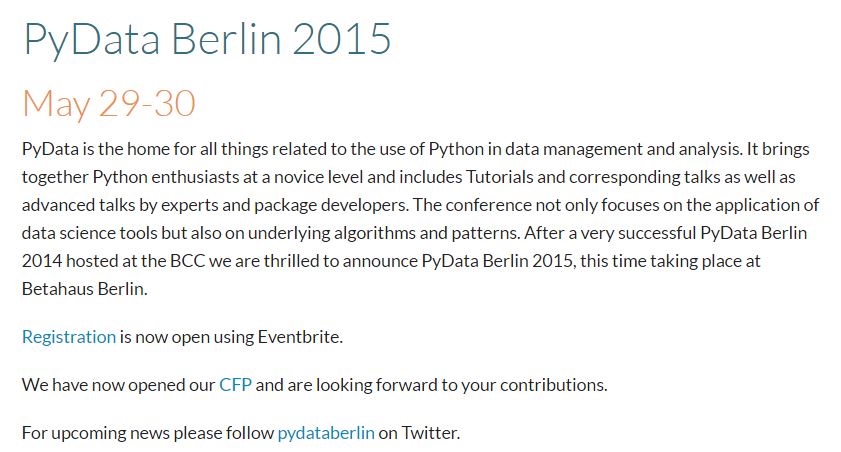 PyData Berlin 2015
May 29-30
PyData is the home for all things related to the use of Python in data management and analysis. It brings
together Python enthusiasts at a novice level and includes Tutorials and corresponding talks as well as
advanced talks by experts and package developers. The conference not only focuses on the application of
data science tools but also on underlying algorithms and patterns. After a very successful PyData Berlin
2014 hosted at the BCC we are thrilled to announce PyData Berlin 2015, this time taking place at
Betahaus Berlin.
Registration is now open using Eventbrite.
We have now opened our CFP and are looking forward to your contributions.
For upcoming news please follow pydataberlin on Twitter.